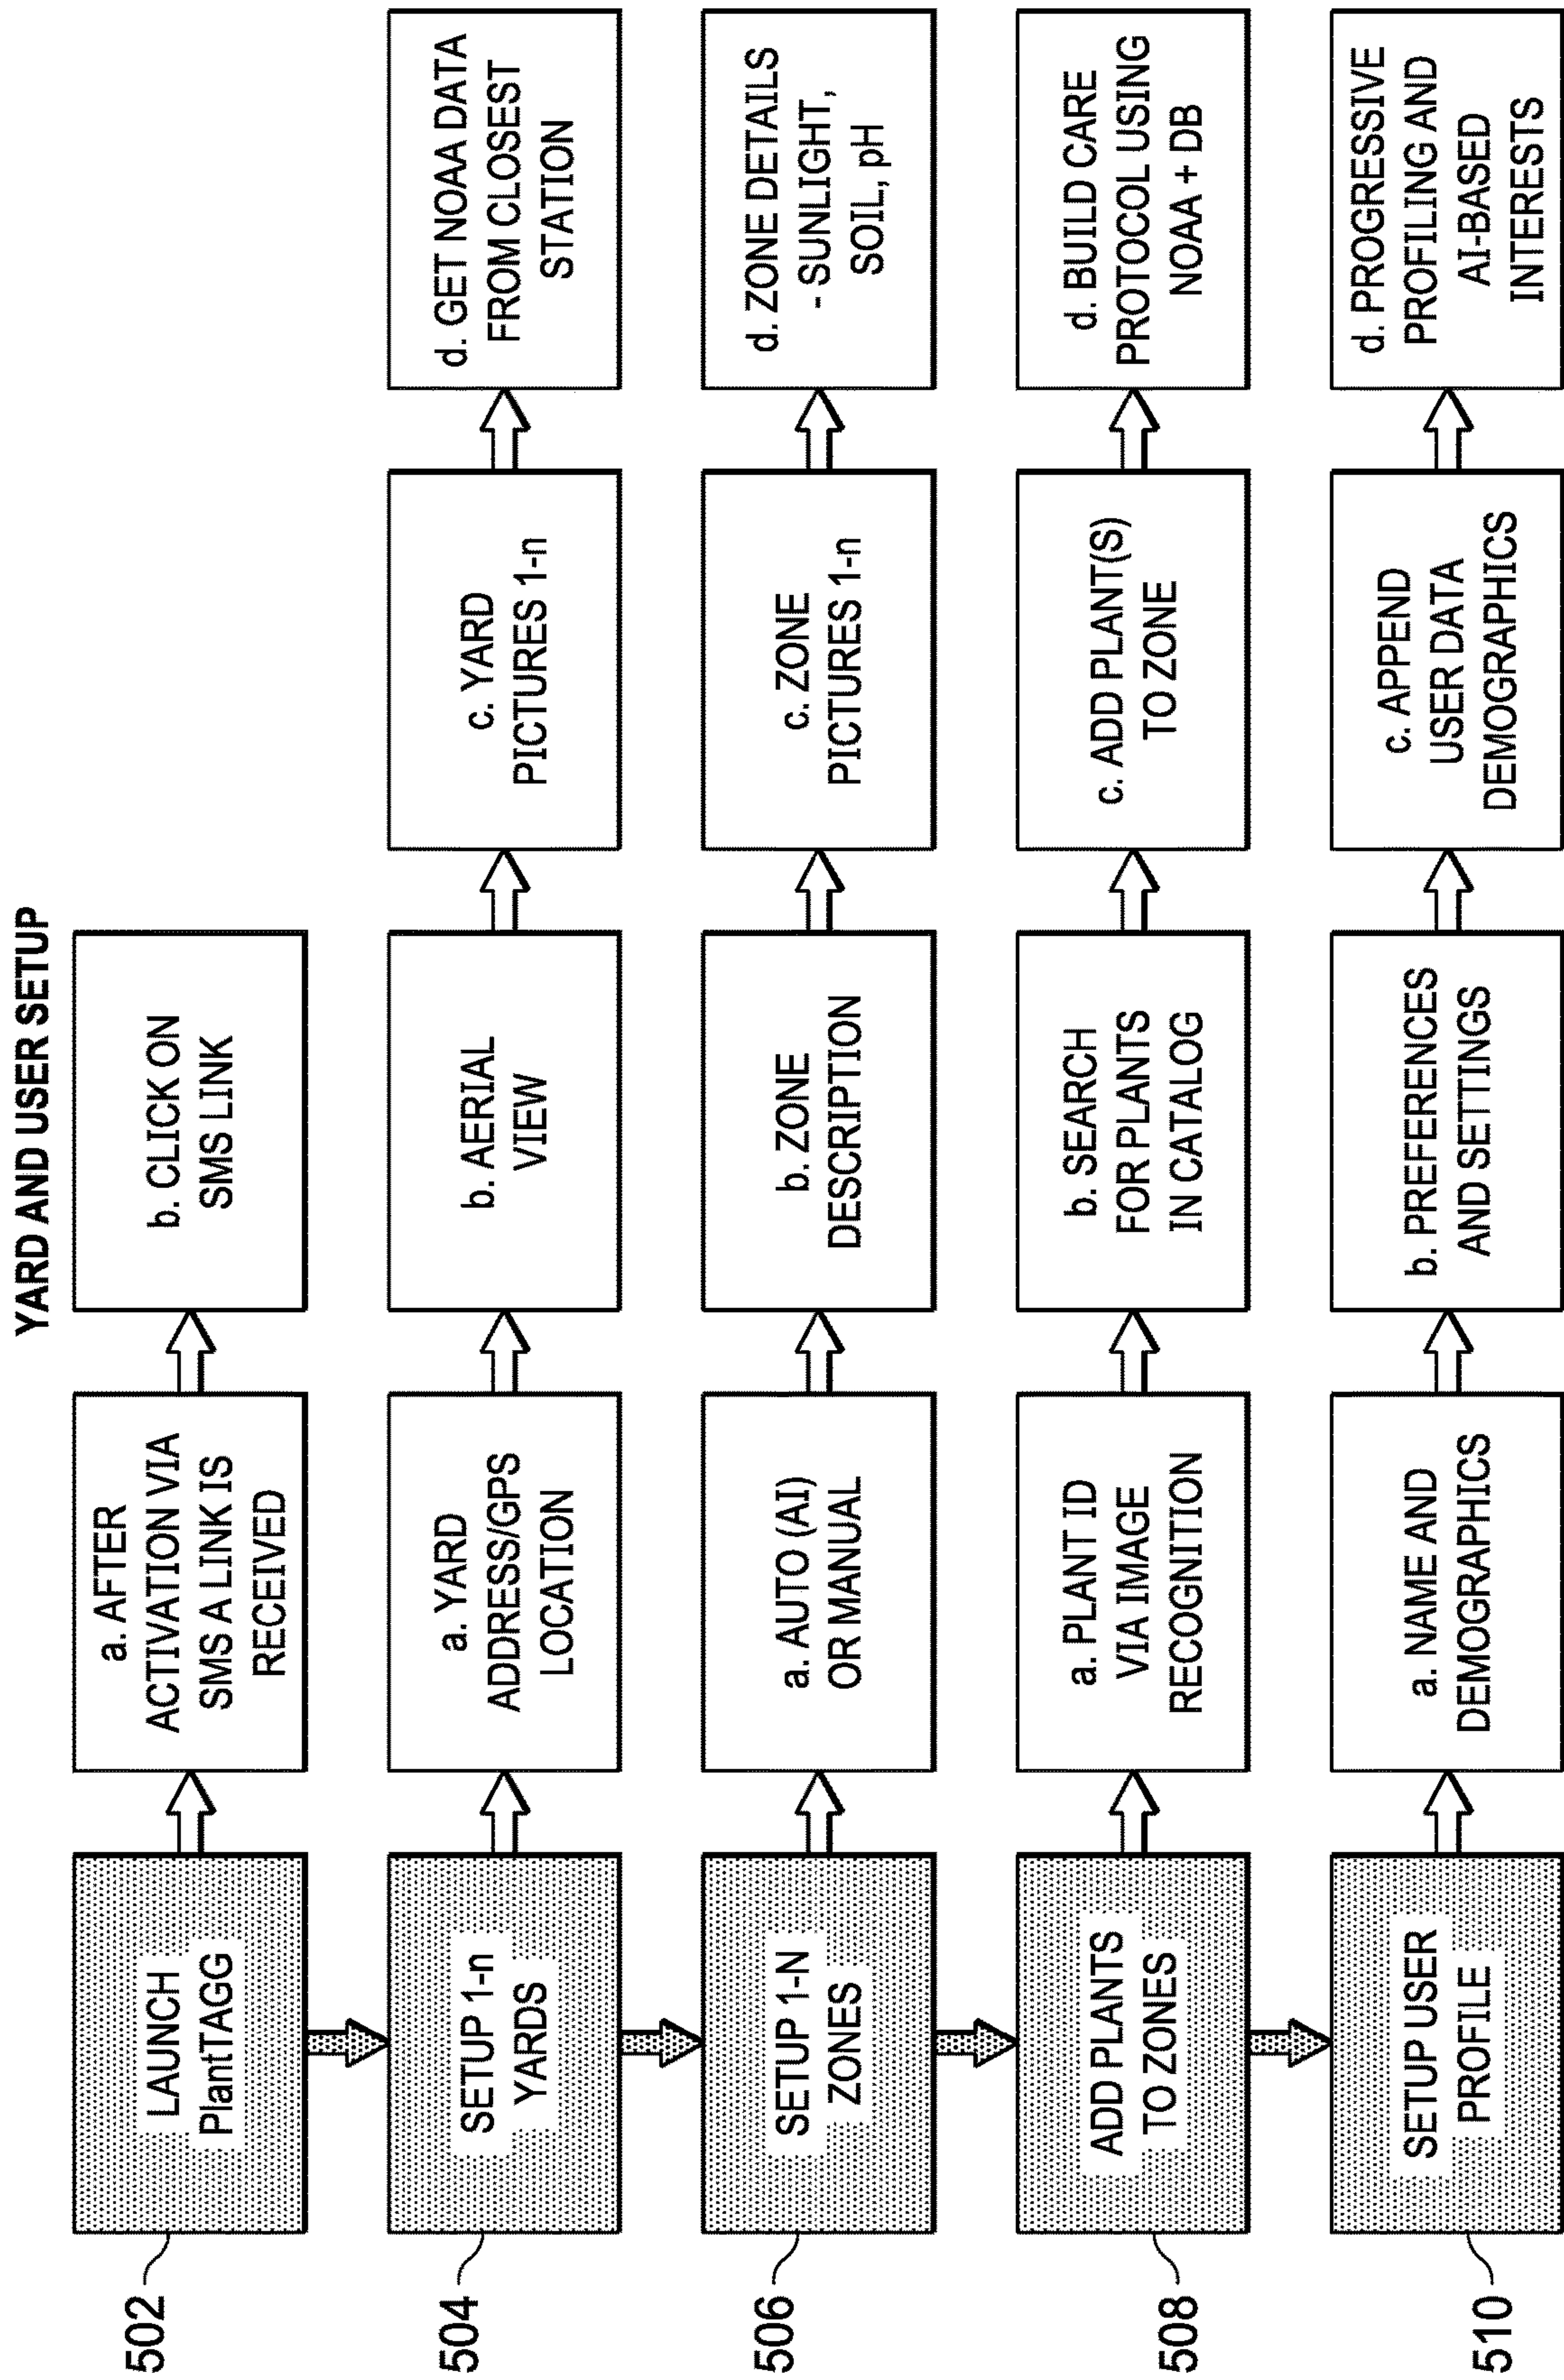 YARD AND USER SETUP
502
LAUNCH
PlantTAGG
a. AFTER
ACTIVATION VIA
SMS A LINK IS
RECEIVED
b. CLICK ON
SMS LINK
504
SETUP 1-n
YARDS
a. YARD
ADDRESS/GPS
LOCATION
b. AERIAL
VIEW
c. YARD
PICTURES 1-n
d. GET NOAA DATA
FROM CLOSEST
STATION
506
SETUP 1-N
ZONES
a. AUTO (AI)
OR MANUAL
b. ZONE
DESCRIPTION
c. ZONE
PICTURES 1-n
d. ZONE DETAILS
- SUNLIGHT,
SOIL, pH
508
ADD PLANTS
TO ZONES
a. PLANT ID
VIA IMAGE
RECOGNITION
b. SEARCH
FOR PLANTS
IN CATALOG
c. ADD PLANT(S)
TO ZONE
d. BUILD CARE
PROTOCOL USING
NOAA + DB
510
SETUP USER
PROFILE
a. NAME AND
DEMOGRAPHICS
b. PREFERENCES
AND SETTINGS
c. APPEND
USER DATA
DEMOGRAPHICS
d. PROGRESSIVE
PROFILING AND
AI-BASED
INTERESTS